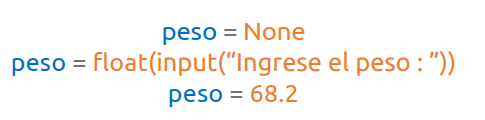 peso = None
peso = float(input(“Ingrese el peso : ”))
peso = 68.2